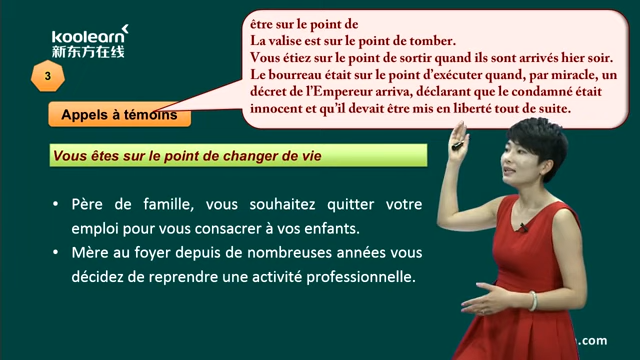 koolearn
新东方在线
3
être sur le point de
La valise est sur le point de tomber.
Vous étiez sur le point de sortir quand ils sont arrivés hier soir.
Le bourreau était sur le point d'exécuter quand, par miracle, un
décret de l'Empereur arriva, déclarant que le condamné était
innocent et qu'il devait être mis en liberté tout de suite.
Appels à témoins
Vous êtes sur le point de changer de vie
• Père de famille, vous souhaitez quitter votre
emploi pour vous consacrer à vos enfants.
• Mère au foyer depuis de nombreuses années vous
décidez de reprendre une activité professionnelle.
.com